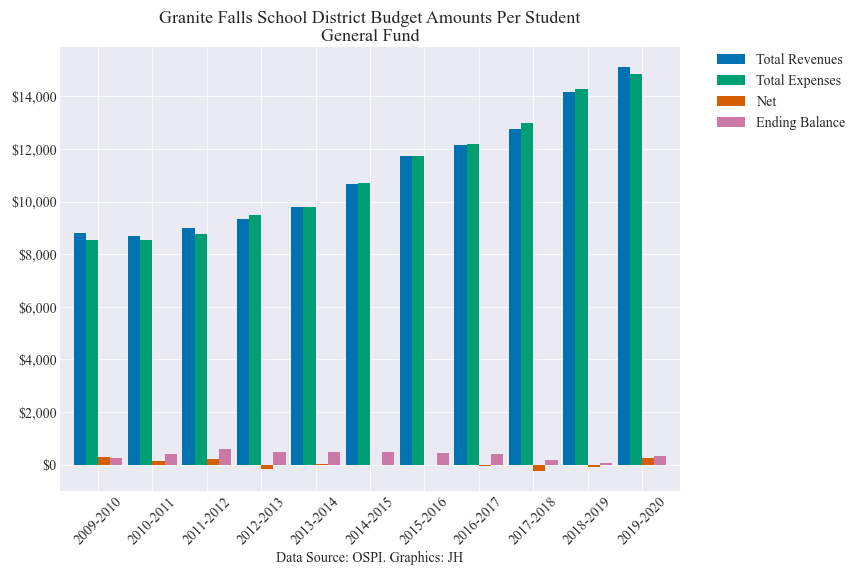 Granite Falls School District Budget Amounts Per Student
General Fund
Total Revenues
Total Expenses
Net
Ending Balance
$14,000
$12,000
$10,000
$8,000
$6,000
$4,000
$2,000
$0
2009-2010
2010-2011
2011-2012
2012-2013
2013-2014
2014-2015
2015-2016
2016-2017
2017-2018
2018-2019
2019-2020
Data Source: OSPI. Graphics: JH